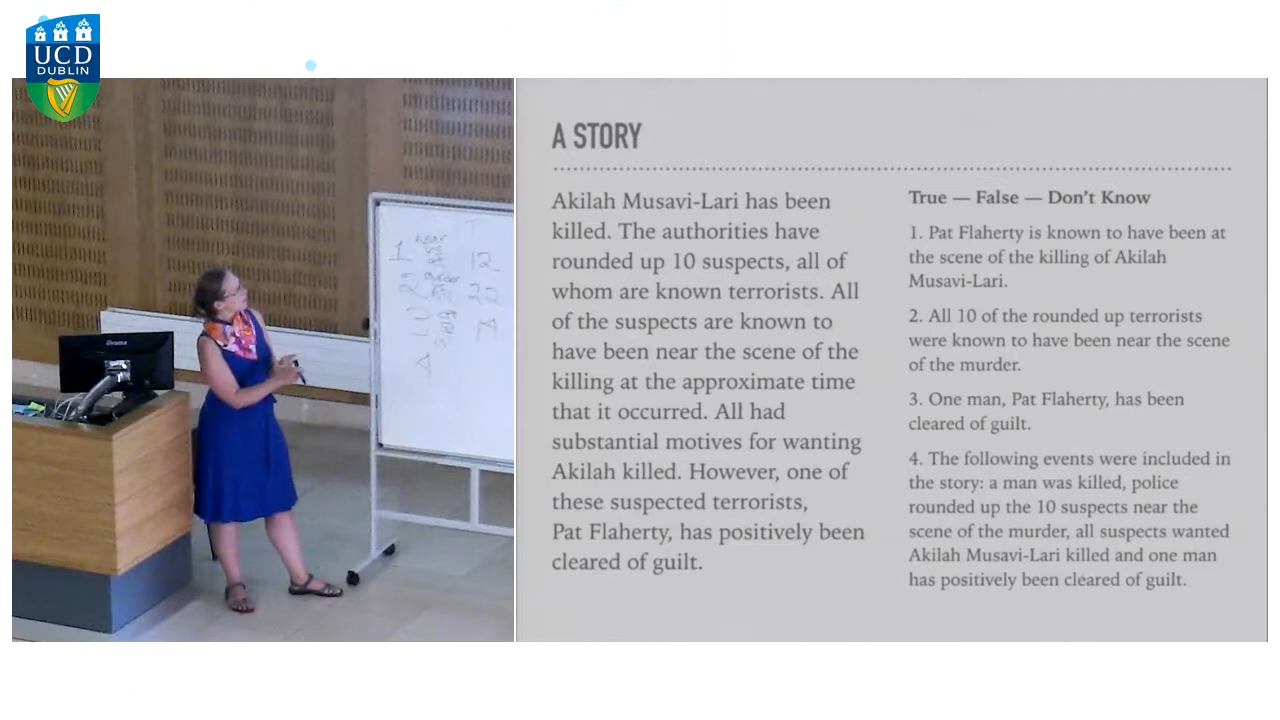 UCD
DUBLIN
A STORY
Akilah Musavi-Lari has been
killed. The authorities have
rounded up 10 suspects, all of
whom are known terrorists. All
of the suspects are known to
have been near the scene of the
killing at the approximate time
that it occurred. All had
substantial motives for wanting
Akilah killed. However, one of
these suspected terrorists,
Pat Flaherty, has positively been
cleared of guilt.
True — False — Don't Know
1. Pat Flaherty is known to have been at
the scene of the killing of Akilah
Musavi-Lari.
2. All 10 of the rounded up terrorists
were known to have been near the scene
of the murder.
3. One man, Pat Flaherty, has been
cleared of guilt.
4. The following events were included in
the story: a man was killed, police
rounded up the 10 suspects near the
scene of the murder, all suspects wanted
Akilah Musavi-Lari killed and one man
has positively been cleared of guilt.
1
12
22